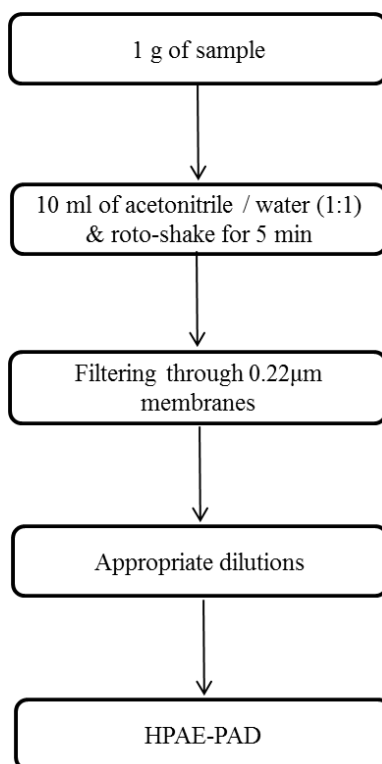 1 g of sample
10 ml of acetonitrile / water (1:1)
& roto-shake for 5 min
Filtering through 0.22μm
membranes
Appropriate dilutions
HPAE-PAD